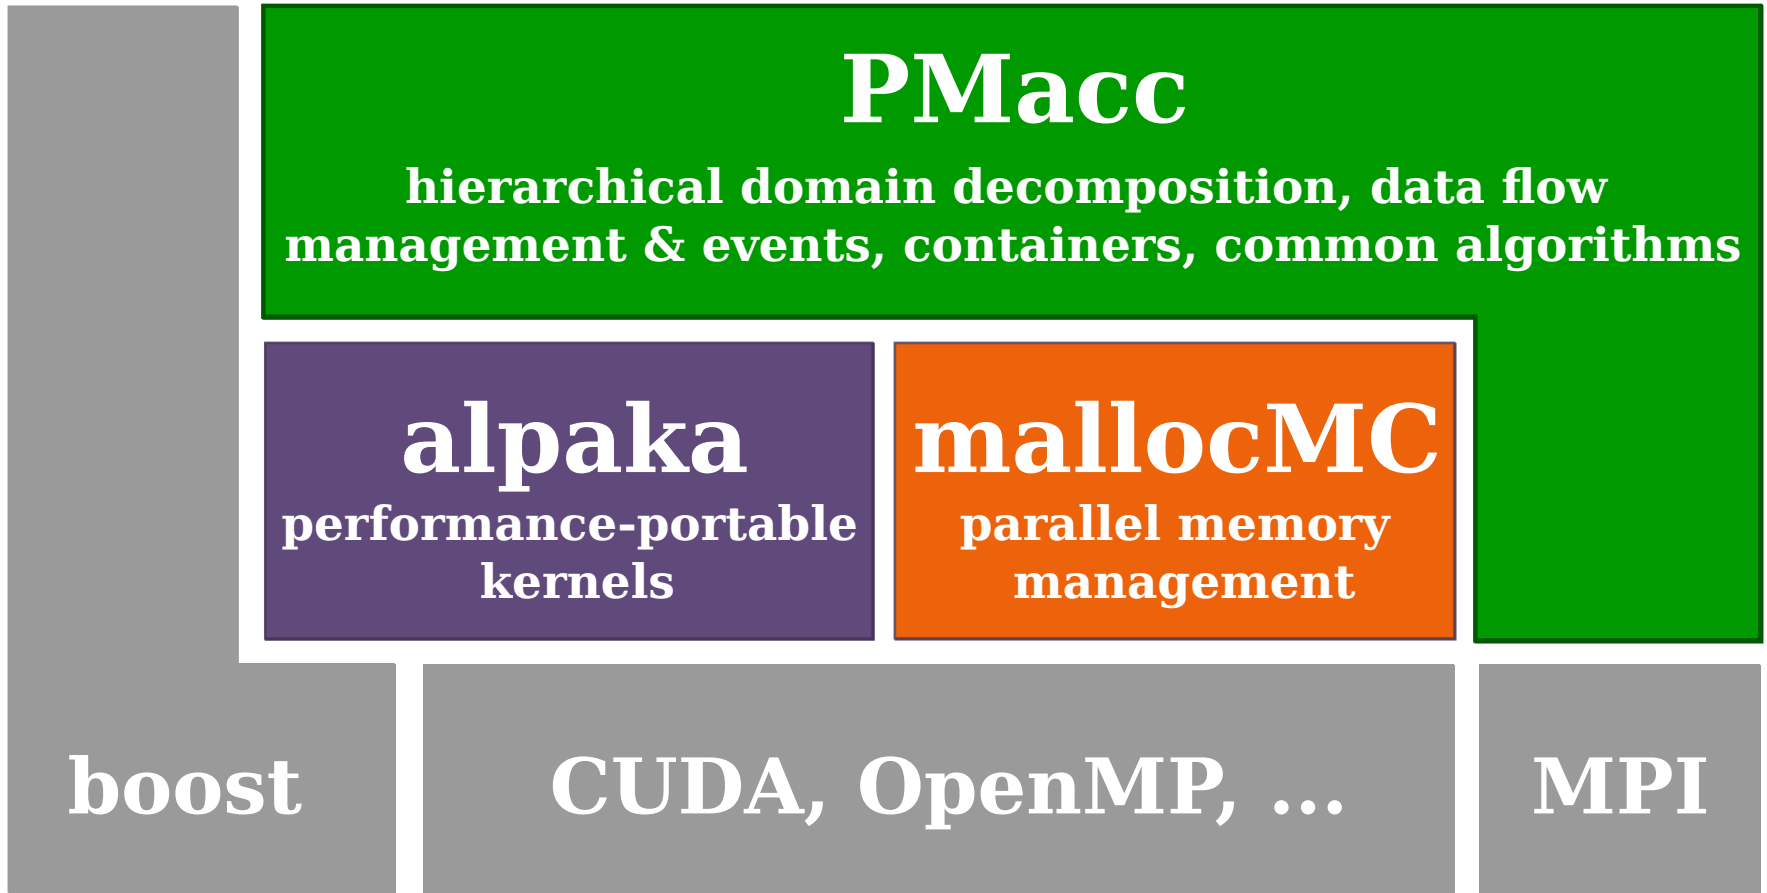 PMacc
hierarchical domain decomposition, data flow
management & events, containers, common algorithms
alpaka
performance-portable
kernels
mallocMC
parallel memory
management
boost
CUDA, OpenMP, ...
MPI